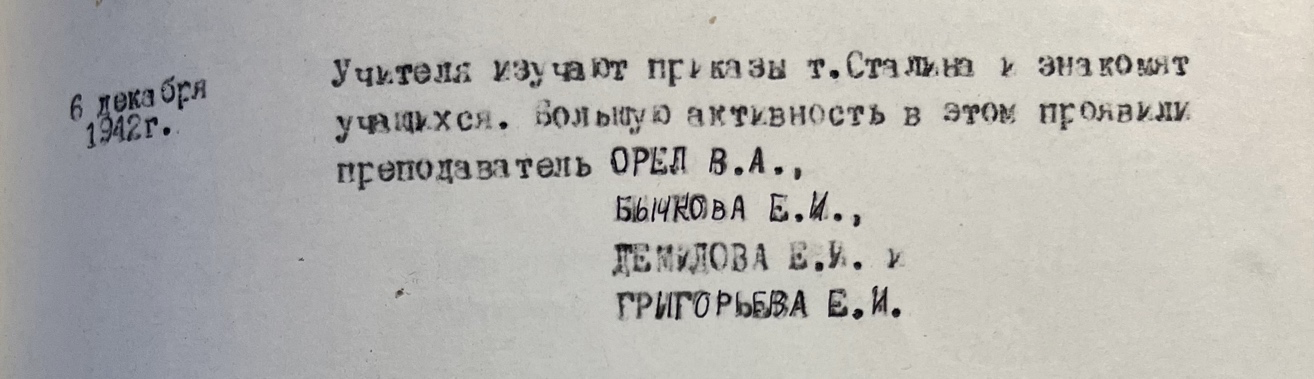 6 декабря
1942г.
Учителя изучают приказы т.Сталина и знакомят
учащихся. Большую активность в этом проявили
преподаватель ОРЕЛ В.А.,
БЫЧКОВА Е.И.,
ДЕМИДОВА Е.И. и
ГРИГОРЬЕВА Е.И.